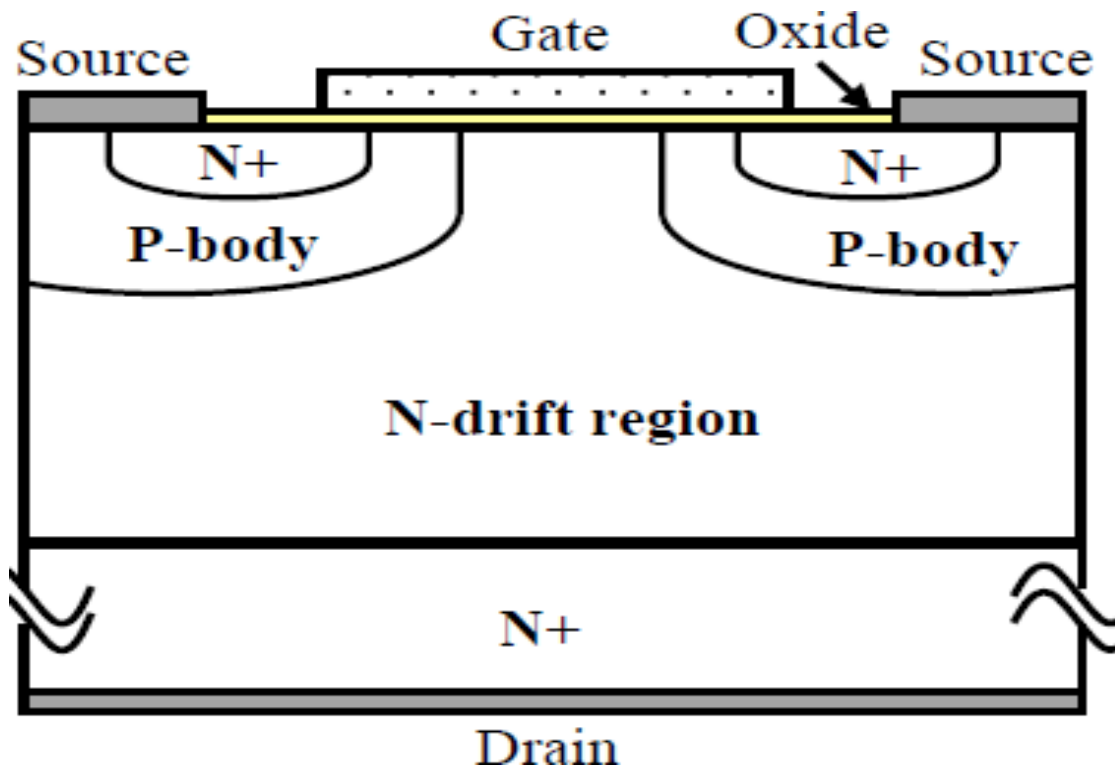 Source
Gate
Oxide
Source
N+
N+
P-body
P-body
N-drift region
N+
Drain